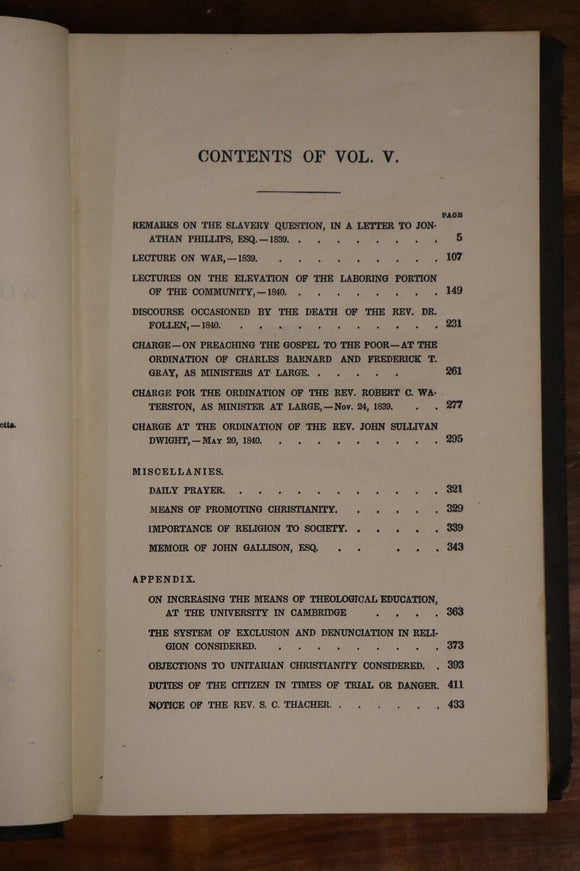 CONTENTS OF VOL. V.
PAGE
REMARKS ON THE SLAVERY QUESTION, IN A LETTER TO JON-
ATHAN PHILLIPS, ESQ.—1839. . . . . . . . . 5
LECTURE ON WAR,—1839. . . . . . . . . . 107
LECTURES ON THE ELEVATION OF THE LABORING PORTION
OF THE COMMUNITY,—1840. . . . . . . . 149
DISCOURSE OCCASIONED BY THE DEATH OF THE REV. DR.
FOLLEN,—1840. . . . . . . . . . . . 231
CHARGE—ON PREACHING THE GOSPEL TO THE POOR—AT THE
ORDINATION OF CHARLES BARNARD AND FREDERICK T.
GRAY, AS MINISTERS AT LARGE. . . . . . 261
CHARGE FOR THE ORDINATION OF THE REV. ROBERT C. WA-
TERSTON, AS MINISTER AT LARGE,—Nov. 24, 1839. . . 277
CHARGE AT THE ORDINATION OF THE REV. JOHN SULLIVAN
DWIGHT,—May 20, 1840. . . . . . . . . 295
MISCELLANIES.
DAILY PRAYER. . . . . . . . . . . . 321
MEANS OF PROMOTING CHRISTIANITY. . . . . . 329
IMPORTANCE OF RELIGION TO SOCIETY. . . . . . 339
MEMOIR OF JOHN GALLISON, ESQ. . . . . . 343
APPENDIX.
ON INCREASING THE MEANS OF THEOLOGICAL EDUCATION,
AT THE UNIVERSITY IN CAMBRIDGE . . . . 363
THE SYSTEM OF EXCLUSION AND DENUNCIATION IN RELI-
GION CONSIDERED. . . . . . . . . 373
OBJECTIONS TO UNITARIAN CHRISTIANITY CONSIDERED. . 393
DUTIES OF THE CITIZEN IN TIMES OF TRIAL OR DANGER. 411
NOTICE OF THE REV. S. C. THACHER. . . . . . . 433